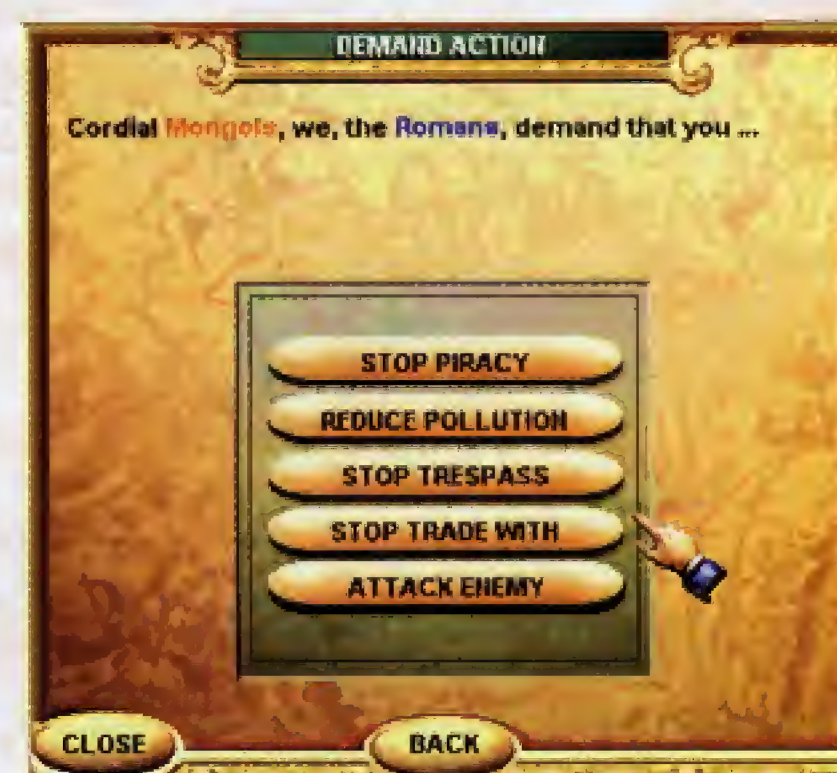 DEMAND ACTION
Cordial Mongols, we, the Romans, demand that you ...
STOP PIRACY
REDUCE POLLUTION
STOP TRESPASS
STOP TRADE WITH
ATTACK ENEMY
CLOSE
BACK